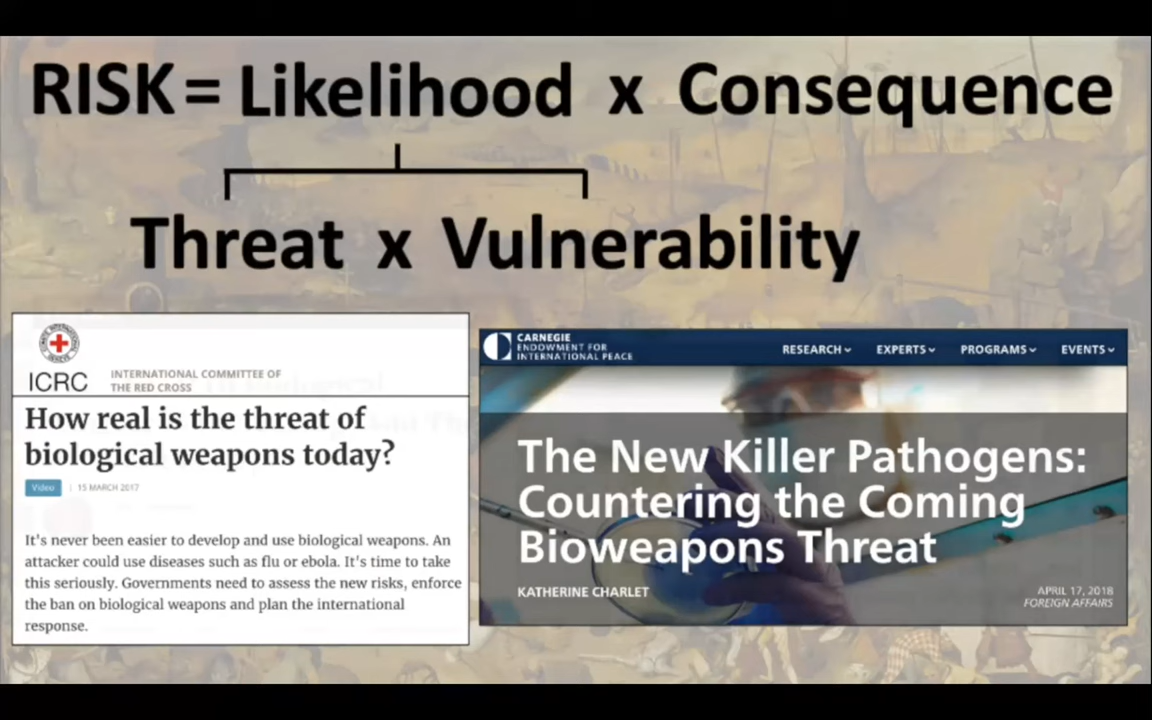 RISK = Likelihood x Consequence
Threat x Vulnerability
ICRC
INTERNATIONAL COMMITTEE OF
THE RED CROSS
How real is the threat of
biological weapons today?
Video | 15 MARCH 2017
It's never been easier to develop and use biological weapons. An
attacker could use diseases such as flu or ebola. It's time to take
this seriously. Governments need to assess the new risks, enforce
the ban on biological weapons and plan the international
response.
CARNEGIE
ENDOWMENT FOR
INTERNATIONAL PEACE
RESEARCH EXPERTS PROGRAMS EVENTS
The New Killer Pathogens:
Countering the Coming
Bioweapons Threat
KATHERINE CHARLET
APRIL 17, 2018
FOREIGN AFFAIRS